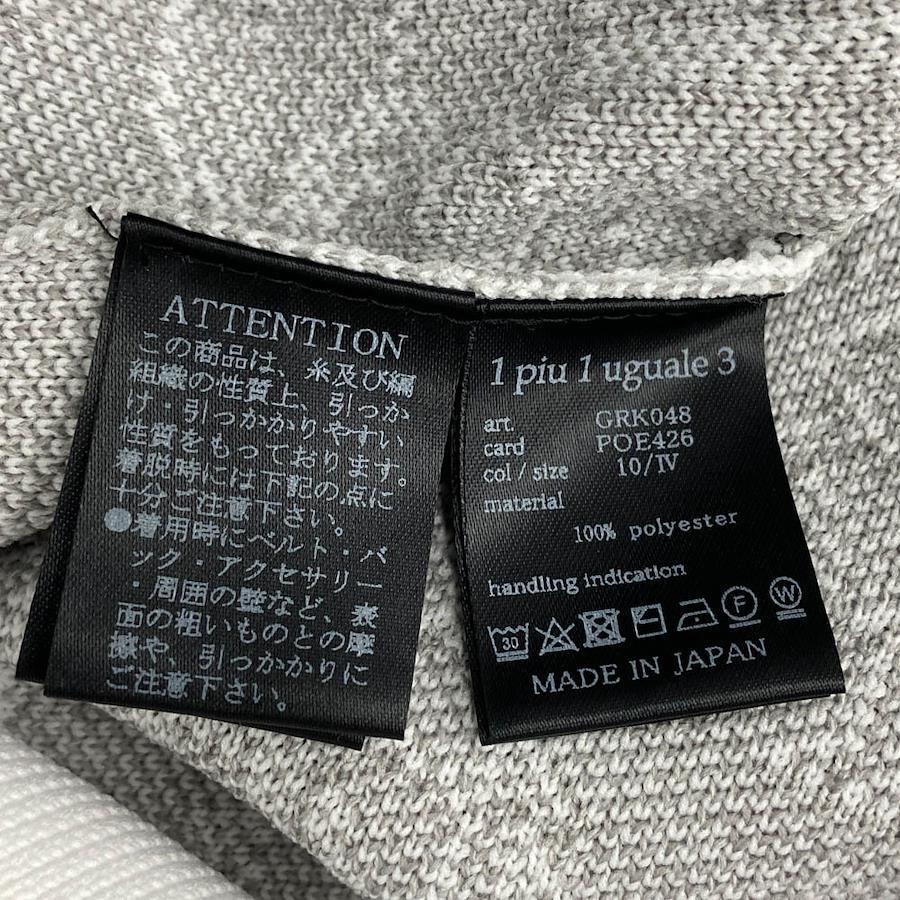 ATTENTION
この商品は、糸及び編
組織の性質上、引っか
け・引っかかりやすい
性質をもっております。
着脱時には下記の点に
十分ご注意下さい。
●着用時にベルト・バ
ック・アクセサリー
・周囲の壁など、表
面の粗いものとの摩
擦や、引っかかりに
ご注意下さい。
1 piu 1 uguale 3
art. GRK048
card POE426
col / size 10/IV
material
100% polyester
handling indication
30 F W
MADE IN JAPAN